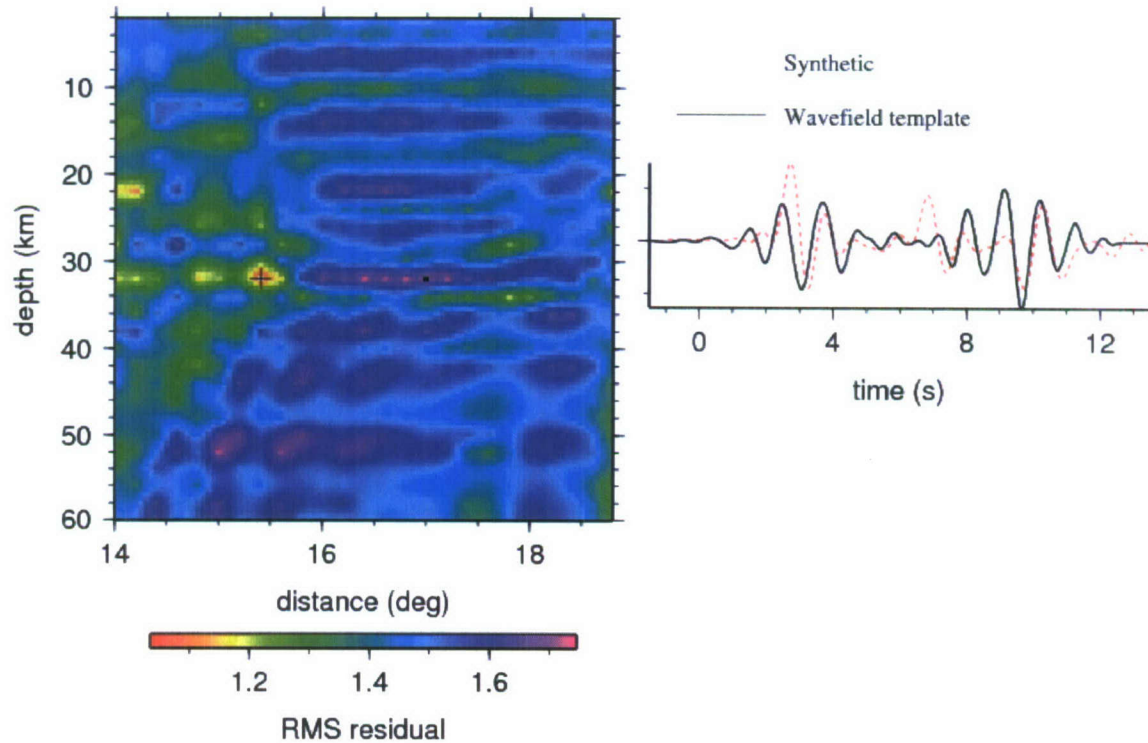 10
20
30
40
50
60
depth (km)
14
16
18
distance (deg)
1.2
1.4
1.6
RMS residual
Synthetic
Wavefield template
0
4
8
12
time (s)